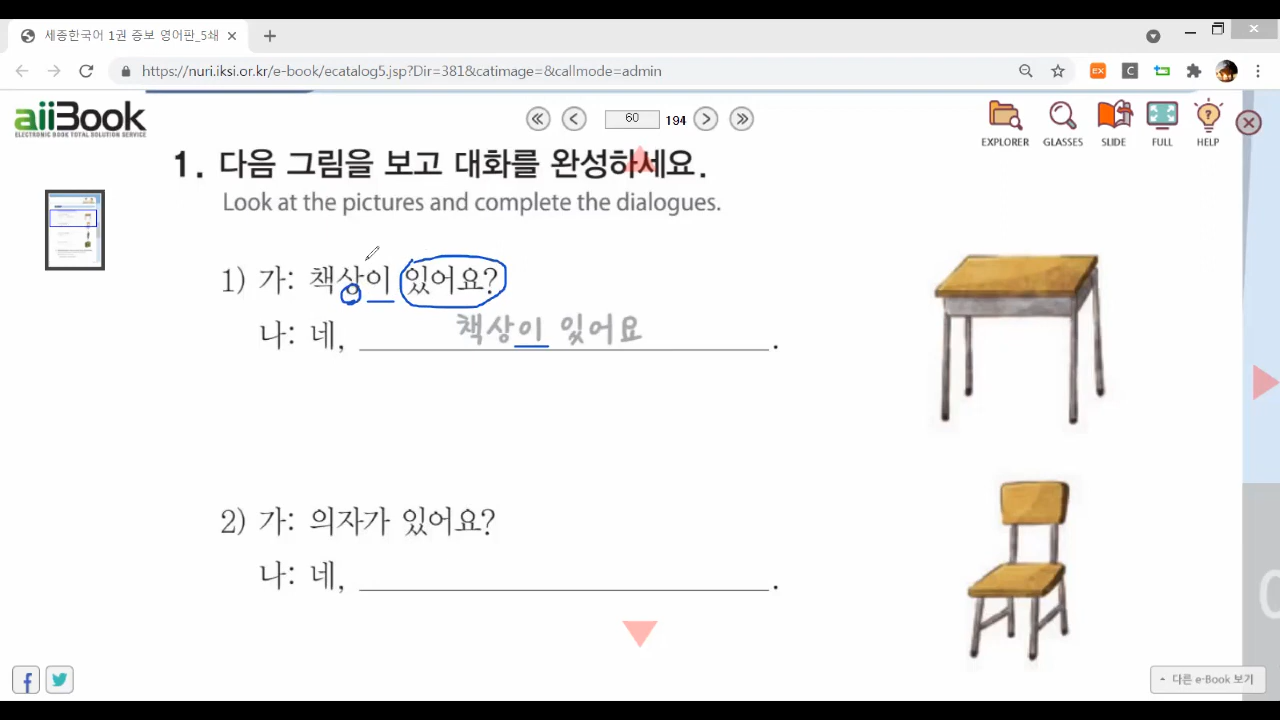 세종한국어 1권 증보 영어판_5쇄
https://nuri.iksi.or.kr/e-book/ecatalog5.jsp?Dir=381&catimage=&callmode=admin
EX
C
aiiBook
ELECTRONIC BOOK TOTAL SOLUTION SERVICE
60
194
EXPLORER
GLASSES
SLIDE
FULL
HELP
1. 다음 그림을 보고 대화를 완성하세요.
Look at the pictures and complete the dialogues.
1) 가: 책상이 있어요?
나: 네, 책상이 있어요.
2) 가: 의자가 있어요?
나: 네, .
다른 e-Book 보기